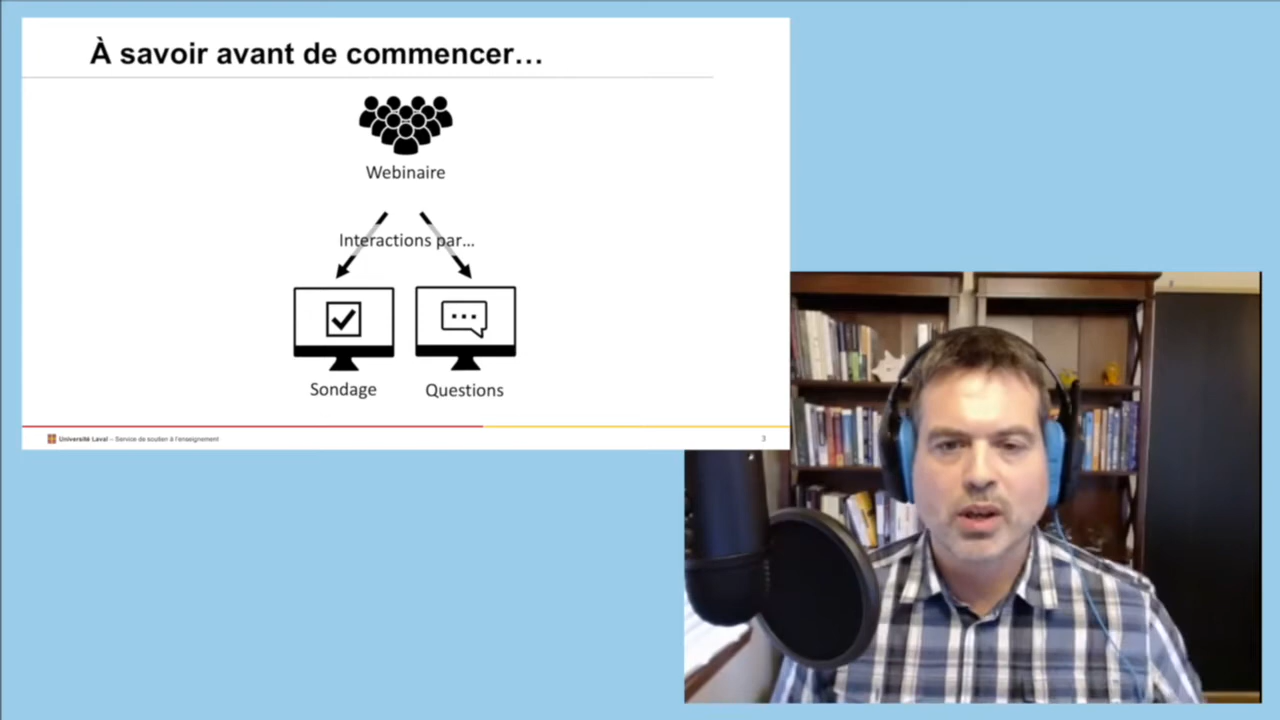 À savoir avant de commencer…
Webinaire
Interactions par…
Sondage
Questions
Université Laval – Service de soutien à l'enseignement
3